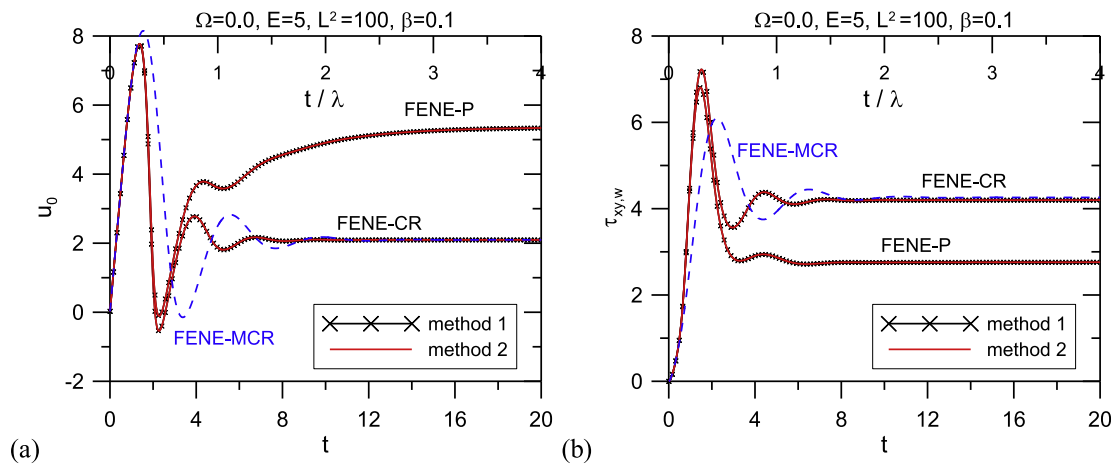 Ω=0.0, E=5, L²=100, β=0.1
0 1 2 3 4
t / λ
8
6
4
2
0
-2
u₀
FENE-P
FENE-CR
FENE-MCR
method 1
method 2
0 4 8 12 16 20
t
(a)
Ω=0.0, E=5, L²=100, β=0.1
0 1 2 3 4
t / λ
8
6
4
2
0
τxy,w
FENE-MCR
FENE-CR
FENE-P
method 1
method 2
0 4 8 12 16 20
t
(b)